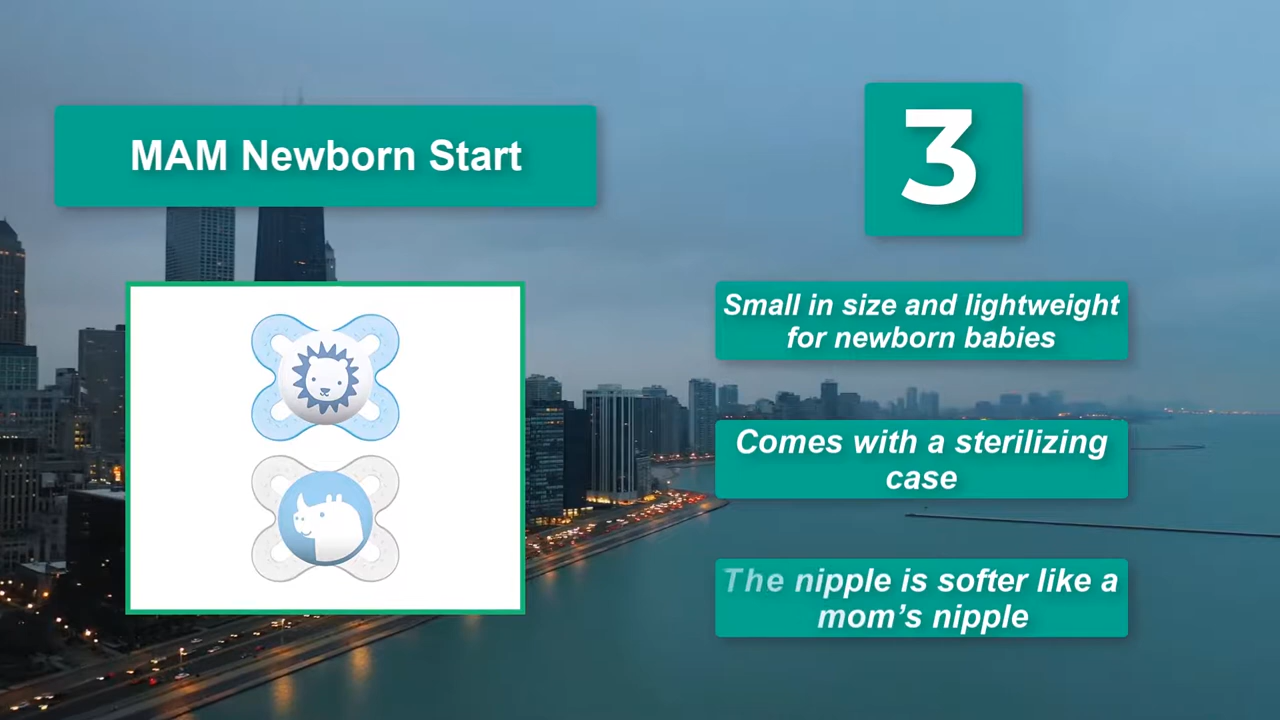 MAM Newborn Start
3
Small in size and lightweight
for newborn babies
Comes with a sterilizing
case
The nipple is softer like a
mom’s nipple